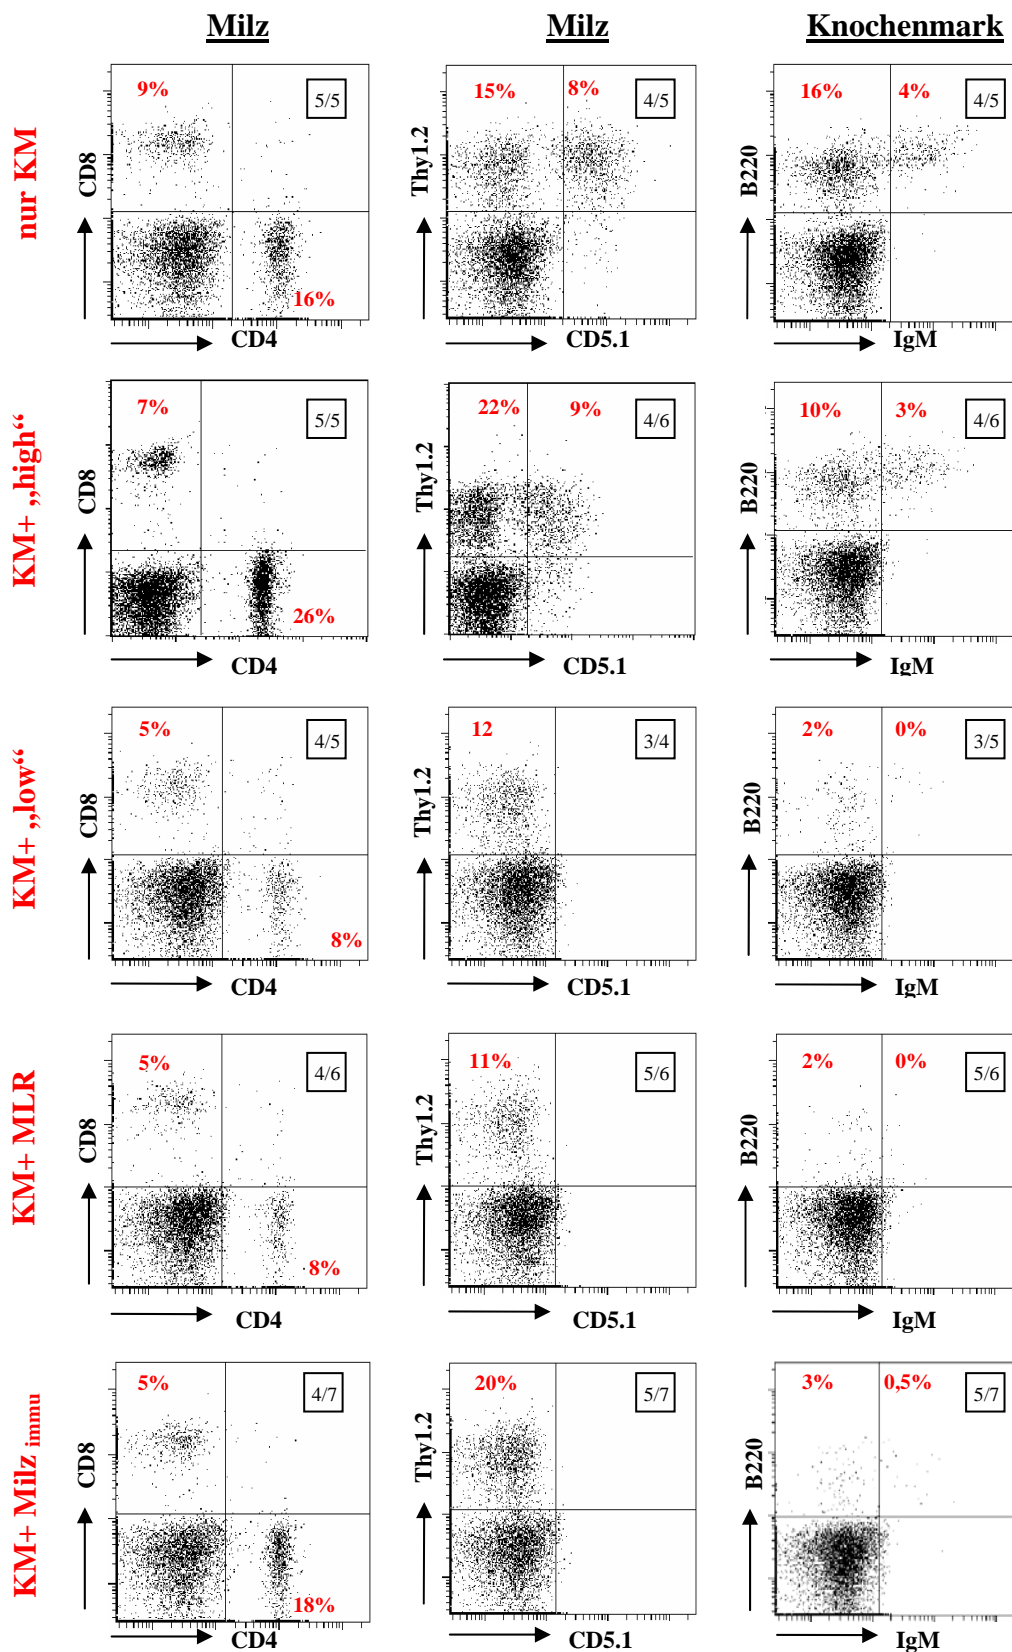 Milz
Milz
Knochenmark
nur KM
9%
5/5
CD8
16%
CD4
15%
8%
4/5
Thy1.2
CD5.1
16%
4%
4/5
B220
IgM
KM+ „high“
7%
5/5
CD8
26%
CD4
22%
9%
4/6
Thy1.2
CD5.1
10%
3%
4/6
B220
IgM
KM+ „low“
5%
4/5
CD8
8%
CD4
12
3/4
Thy1.2
CD5.1
2%
0%
3/5
B220
IgM
KM+ MLR
5%
4/6
CD8
8%
CD4
11%
5/6
Thy1.2
CD5.1
2%
0%
5/6
B220
IgM
KM+ Milz immu
5%
4/7
CD8
18%
CD4
20%
5/7
Thy1.2
CD5.1
3%
0,5%
5/7
B220
IgM